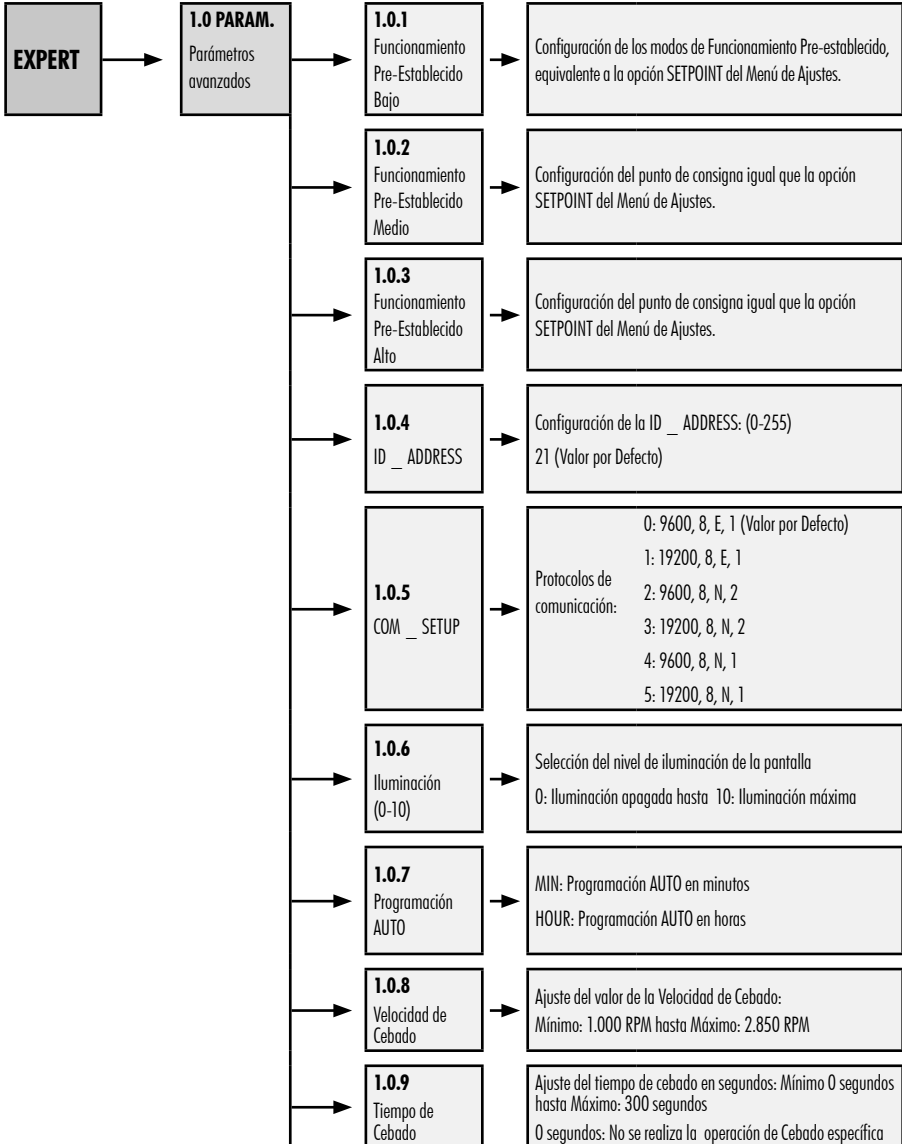 EXPERT
1.0 PARAM.
Parámetros
avanzados
1.0.1
Funcionamiento
Pre-Establecido
Bajo
Configuración de los modos de Funcionamiento Pre-establecido,
equivalente a la opción SETPOINT del Menú de Ajustes.
1.0.2
Funcionamiento
Pre-Establecido
Medio
Configuración del punto de consigna igual que la opción
SETPOINT del Menú de Ajustes.
1.0.3
Funcionamiento
Pre-Establecido
Alto
Configuración del punto de consigna igual que la opción
SETPOINT del Menú de Ajustes.
1.0.4
ID _ ADDRESS
Configuración de la ID _ ADDRESS: (0-255)
21 (Valor por Defecto)
1.0.5
COM _ SETUP
Protocolos de
comunicación:
0: 9600, 8, E, 1 (Valor por Defecto)
1: 19200, 8, E, 1
2: 9600, 8, N, 2
3: 19200, 8, N, 2
4: 9600, 8, N, 1
5: 19200, 8, N, 1
1.0.6
Iluminación
(0-10)
Selección del nivel de iluminación de la pantalla
0: Iluminación apagada hasta 10: Iluminación máxima
1.0.7
Programación
AUTO
MIN: Programación AUTO en minutos
HOUR: Programación AUTO en horas
1.0.8
Velocidad de
Cebado
Ajuste del valor de la Velocidad de Cebado:
Mínimo: 1.000 RPM hasta Máximo: 2.850 RPM
1.0.9
Tiempo de
Cebado
Ajuste del tiempo de cebado en segundos: Mínimo 0 segundos
hasta Máximo: 300 segundos
0 segundos: No se realiza la operación de Cebado específica